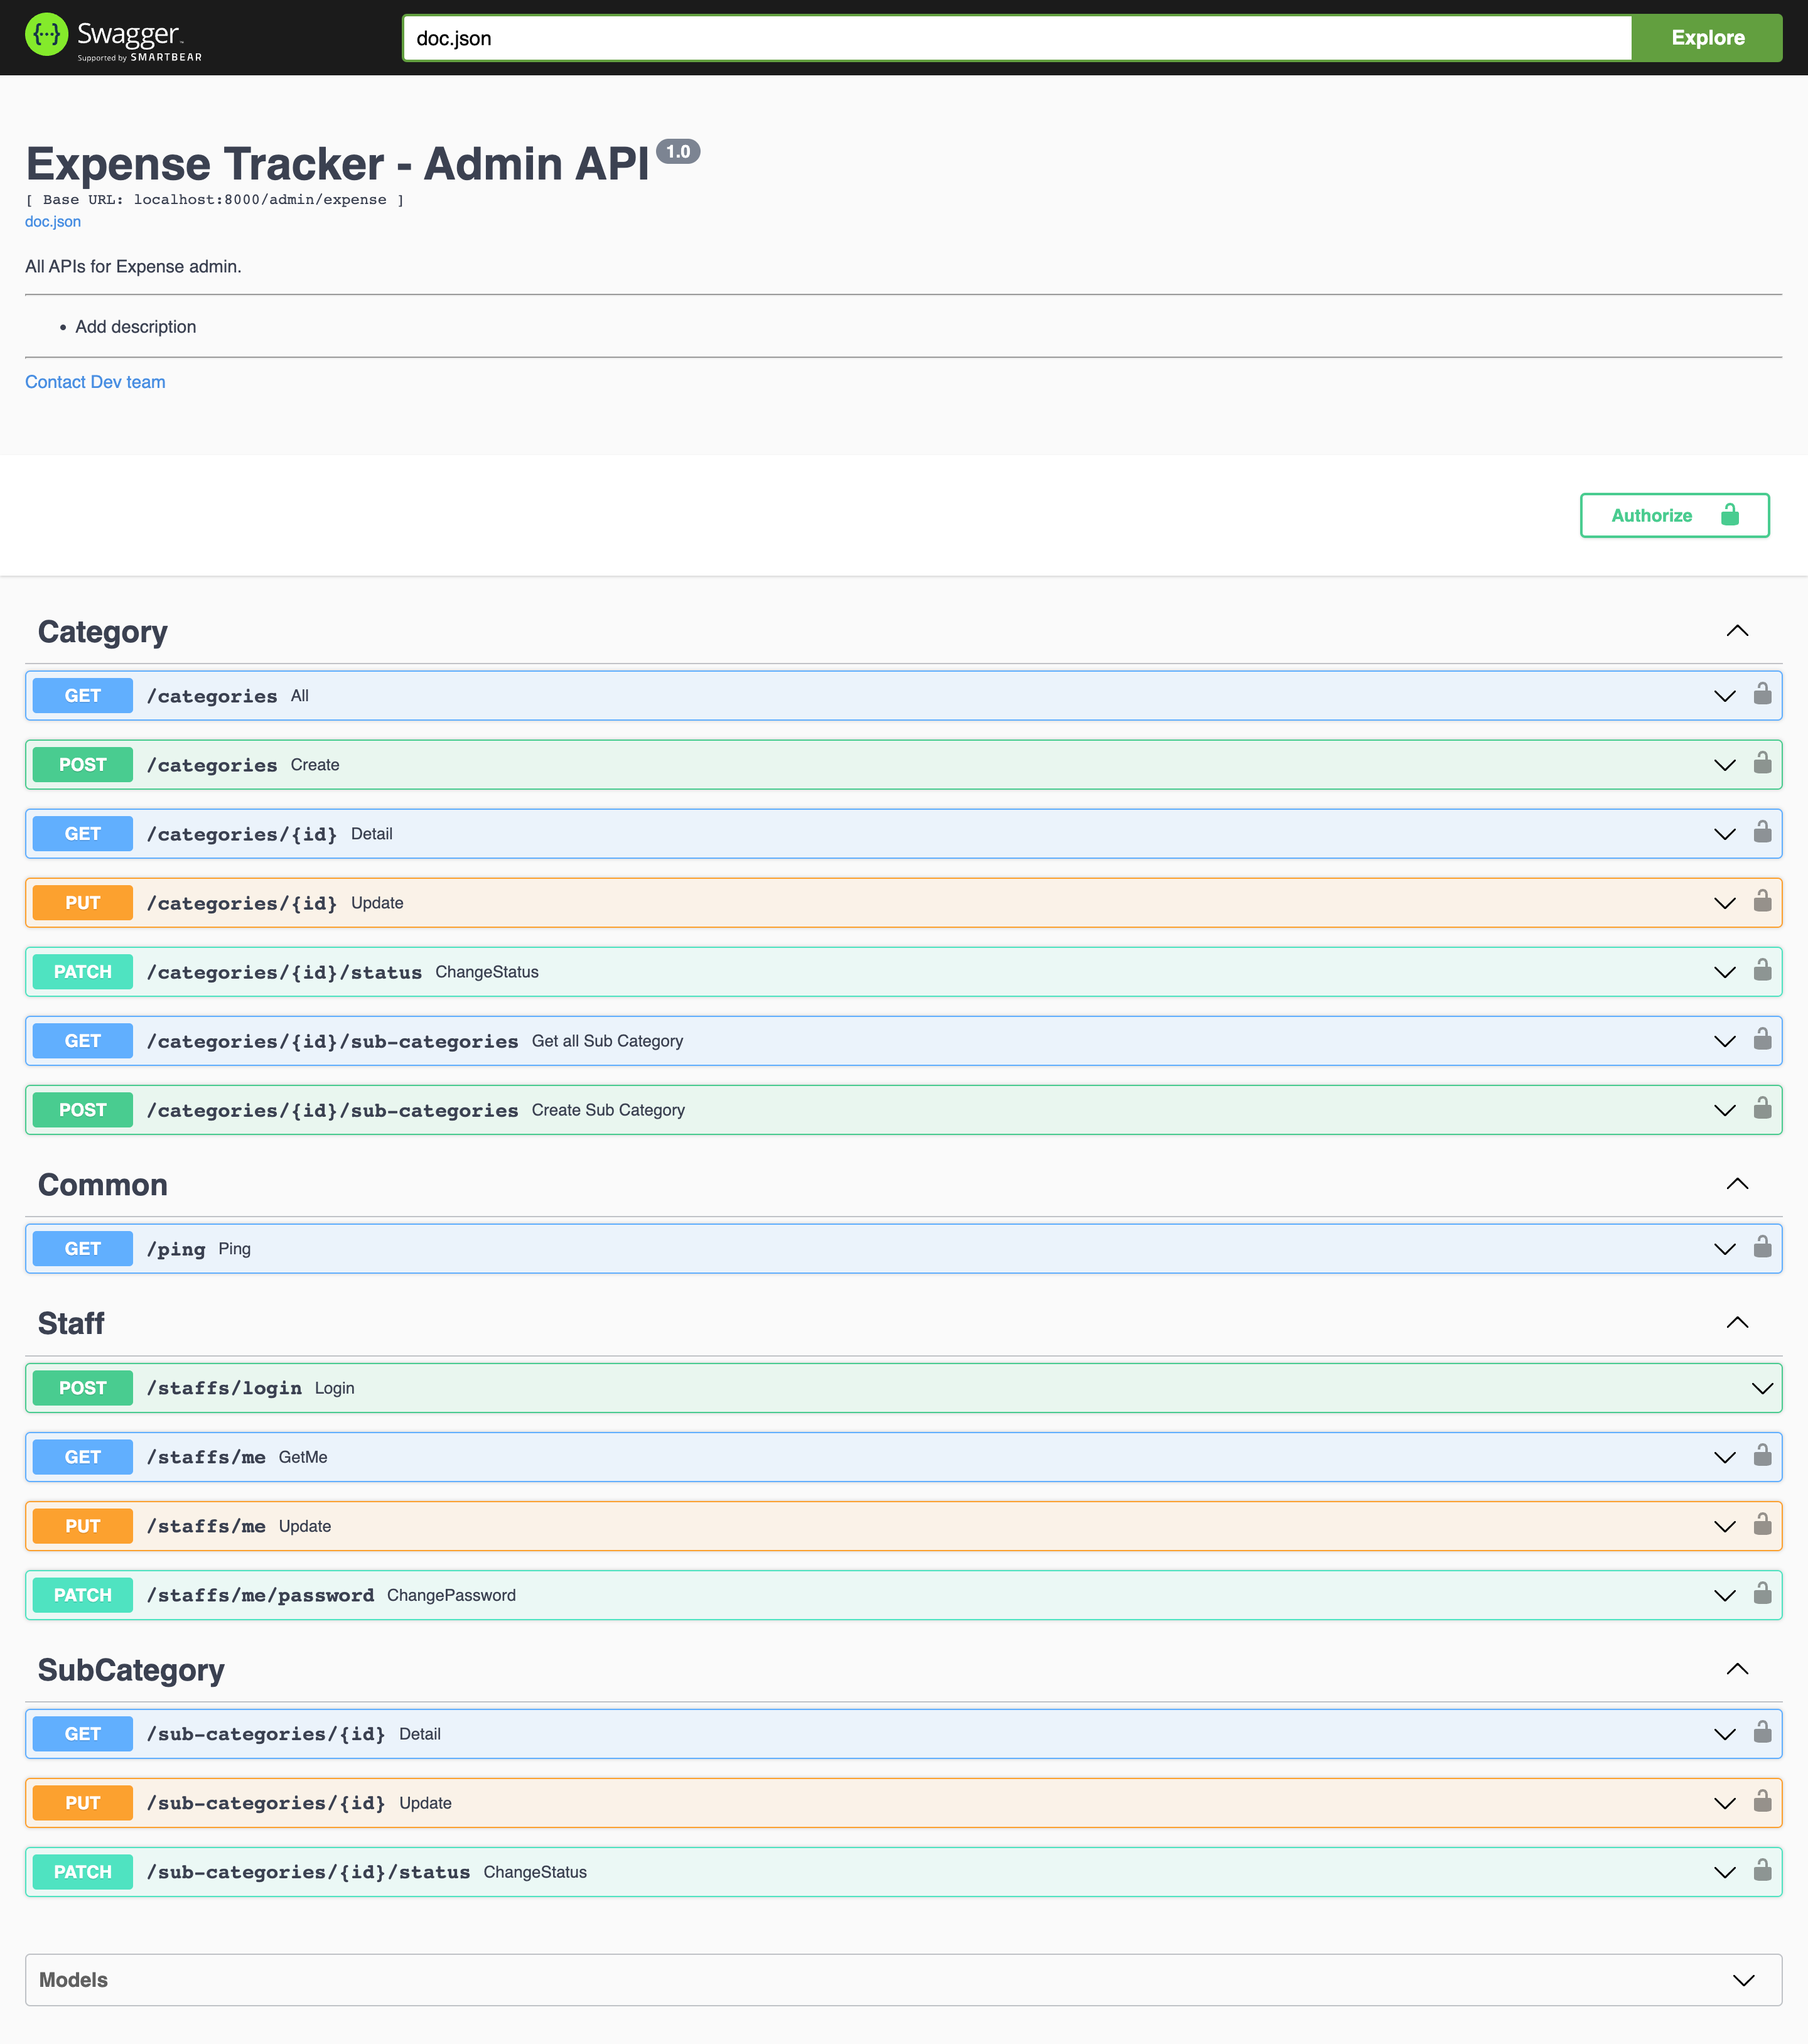 {···} Swagger
Supported by SMARTBEAR
doc.json
Explore
Expense Tracker - Admin API 1.0
[ Base URL: localhost:8000/admin/expense ]
doc.json
All APIs for Expense admin.
• Add description
Contact Dev team
Authorize
Category
GET /categories All
POST /categories Create
GET /categories/{id} Detail
PUT /categories/{id} Update
PATCH /categories/{id}/status ChangeStatus
GET /categories/{id}/sub-categories Get all Sub Category
POST /categories/{id}/sub-categories Create Sub Category
Common
GET /ping Ping
Staff
POST /staffs/login Login
GET /staffs/me GetMe
PUT /staffs/me Update
PATCH /staffs/me/password ChangePassword
SubCategory
GET /sub-categories/{id} Detail
PUT /sub-categories/{id} Update
PATCH /sub-categories/{id}/status ChangeStatus
Models